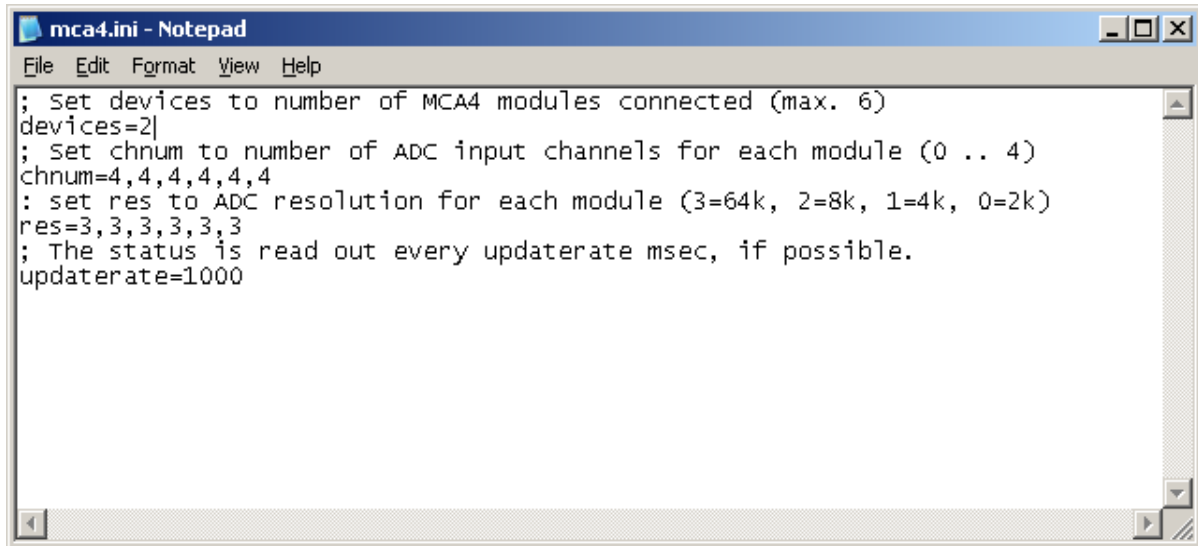 mca4.ini - Notepad
File Edit Format View Help
; Set devices to number of MCA4 modules connected (max. 6)
devices=2
; Set chnum to number of ADC input channels for each module (0 .. 4)
chnum=4,4,4,4,4,4
: set res to ADC resolution for each module (3=64k, 2=8k, 1=4k, 0=2k)
res=3,3,3,3,3,3
; The status is read out every updaterate msec, if possible.
updaterate=1000